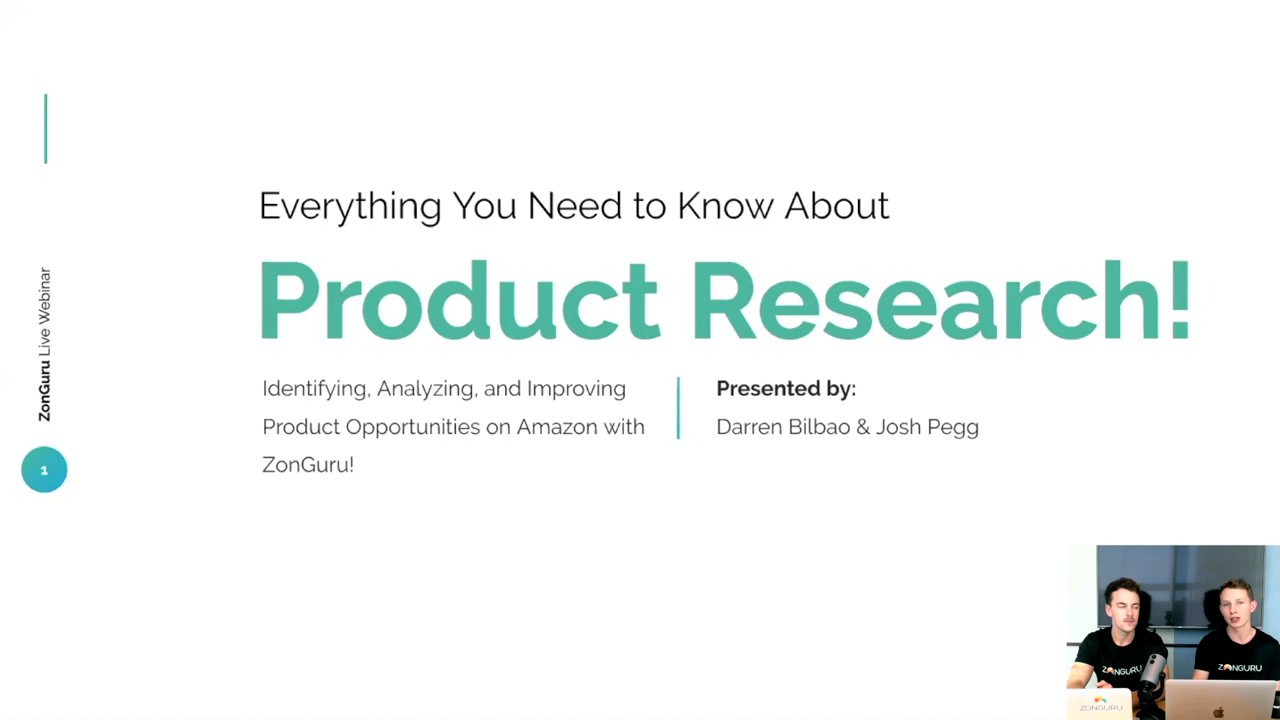 Everything You Need to Know About
Product Research!
Identifying, Analyzing, and Improving
Product Opportunities on Amazon with
ZonGuru!
Presented by:
Darren Bilbao & Josh Pegg
ZonGuru Live Webinar
1
ZONGURU
ZONGURU
ZONGURU